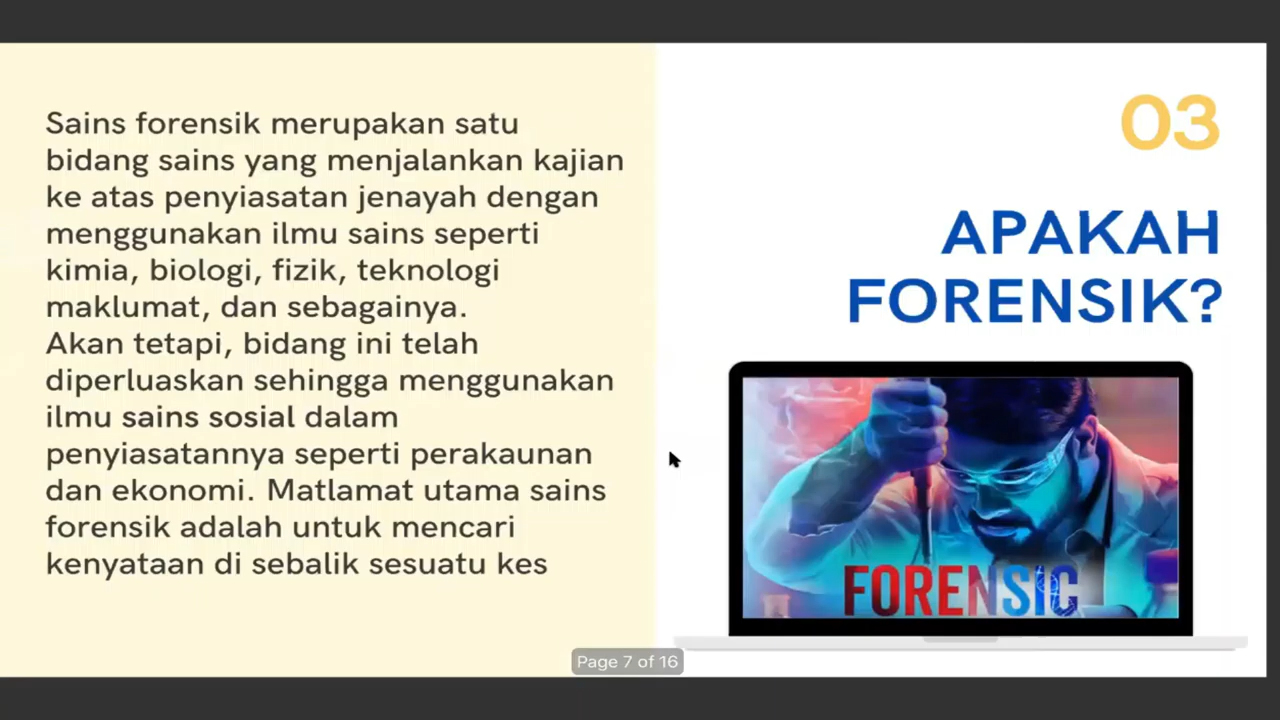 Sains forensik merupakan satu
bidang sains yang menjalankan kajian
ke atas penyiasatan jenayah dengan
menggunakan ilmu sains seperti
kimia, biologi, fizik, teknologi
maklumat, dan sebagainya.
Akan tetapi, bidang ini telah
diperluaskan sehingga menggunakan
ilmu sains sosial dalam
penyiasatannya seperti perakaunan
dan ekonomi. Matlamat utama sains
forensik adalah untuk mencari
kenyataan di sebalik sesuatu kes
03
APAKAH
FORENSIK?
FORENSIC
Page 7 of 16